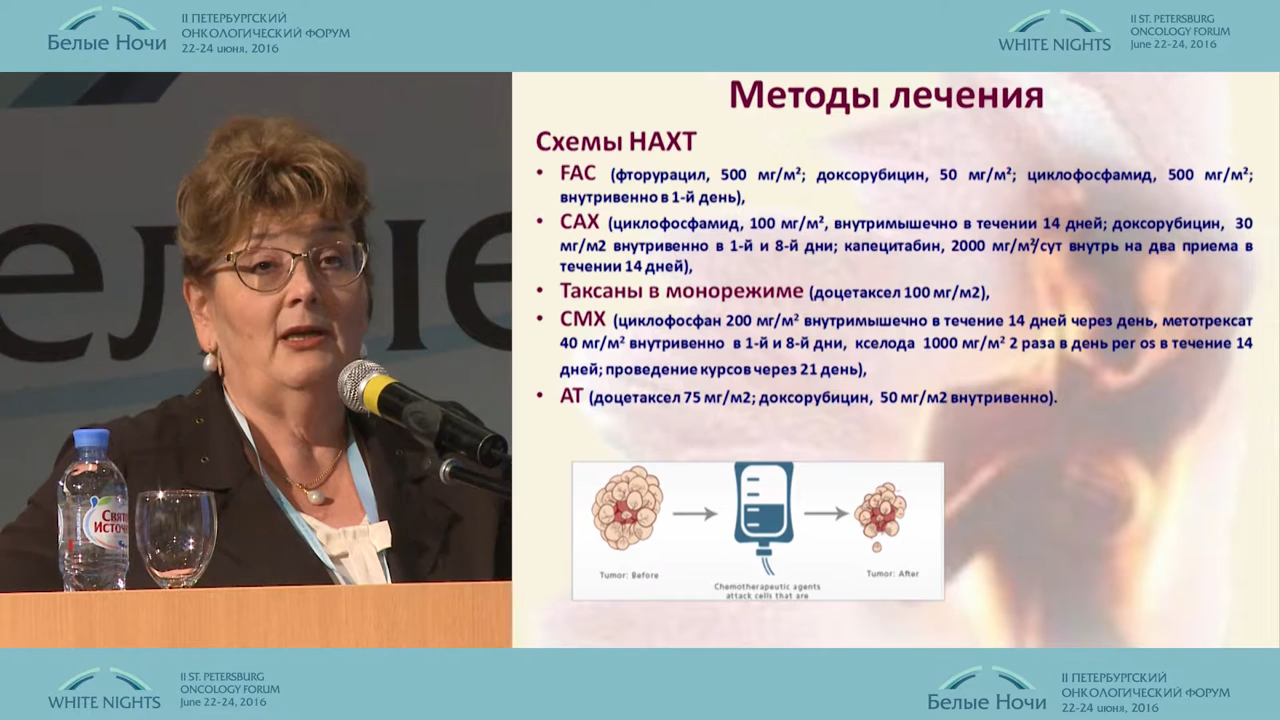 Белые Ночи
II ПЕТЕРБУРГСКИЙ
ОНКОЛОГИЧЕСКИЙ ФОРУМ
22-24 июня, 2016
WHITE NIGHTS
II ST. PETERSBURG
ONCOLOGY FORUM
June 22-24, 2016
Методы лечения
Схемы НАХТ
• FAC (фторурацил, 500 мг/м²; доксорубицин, 50 мг/м²; циклофосфамид, 500 мг/м²;
внутривенно в 1-й день),
• CAX (циклофосфамид, 100 мг/м², внутримышечно в течении 14 дней; доксорубицин, 30
мг/м2 внутривенно в 1-й и 8-й дни; капецитабин, 2000 мг/м²/сут внутрь на два приема в
течении 14 дней),
• Таксаны в монорежиме (доцетаксел 100 мг/м2),
• CMX (циклофосфан 200 мг/м² внутримышечно в течение 14 дней через день, метотрексат
40 мг/м² внутривенно в 1-й и 8-й дни, кселода 1000 мг/м² 2 раза в день per os в течение 14
дней; проведение курсов через 21 день),
• AT (доцетаксел 75 мг/м2; доксорубицин, 50 мг/м2 внутривенно).
Tumor: Before
Chemotherapeutic agents
attack cells that are
Tumor: After
WHITE NIGHTS
II ST. PETERSBURG
ONCOLOGY FORUM
June 22-24, 2016
Белые Ночи
II ПЕТЕРБУРГСКИЙ
ОНКОЛОГИЧЕСКИЙ ФОРУМ
22-24 июня, 2016